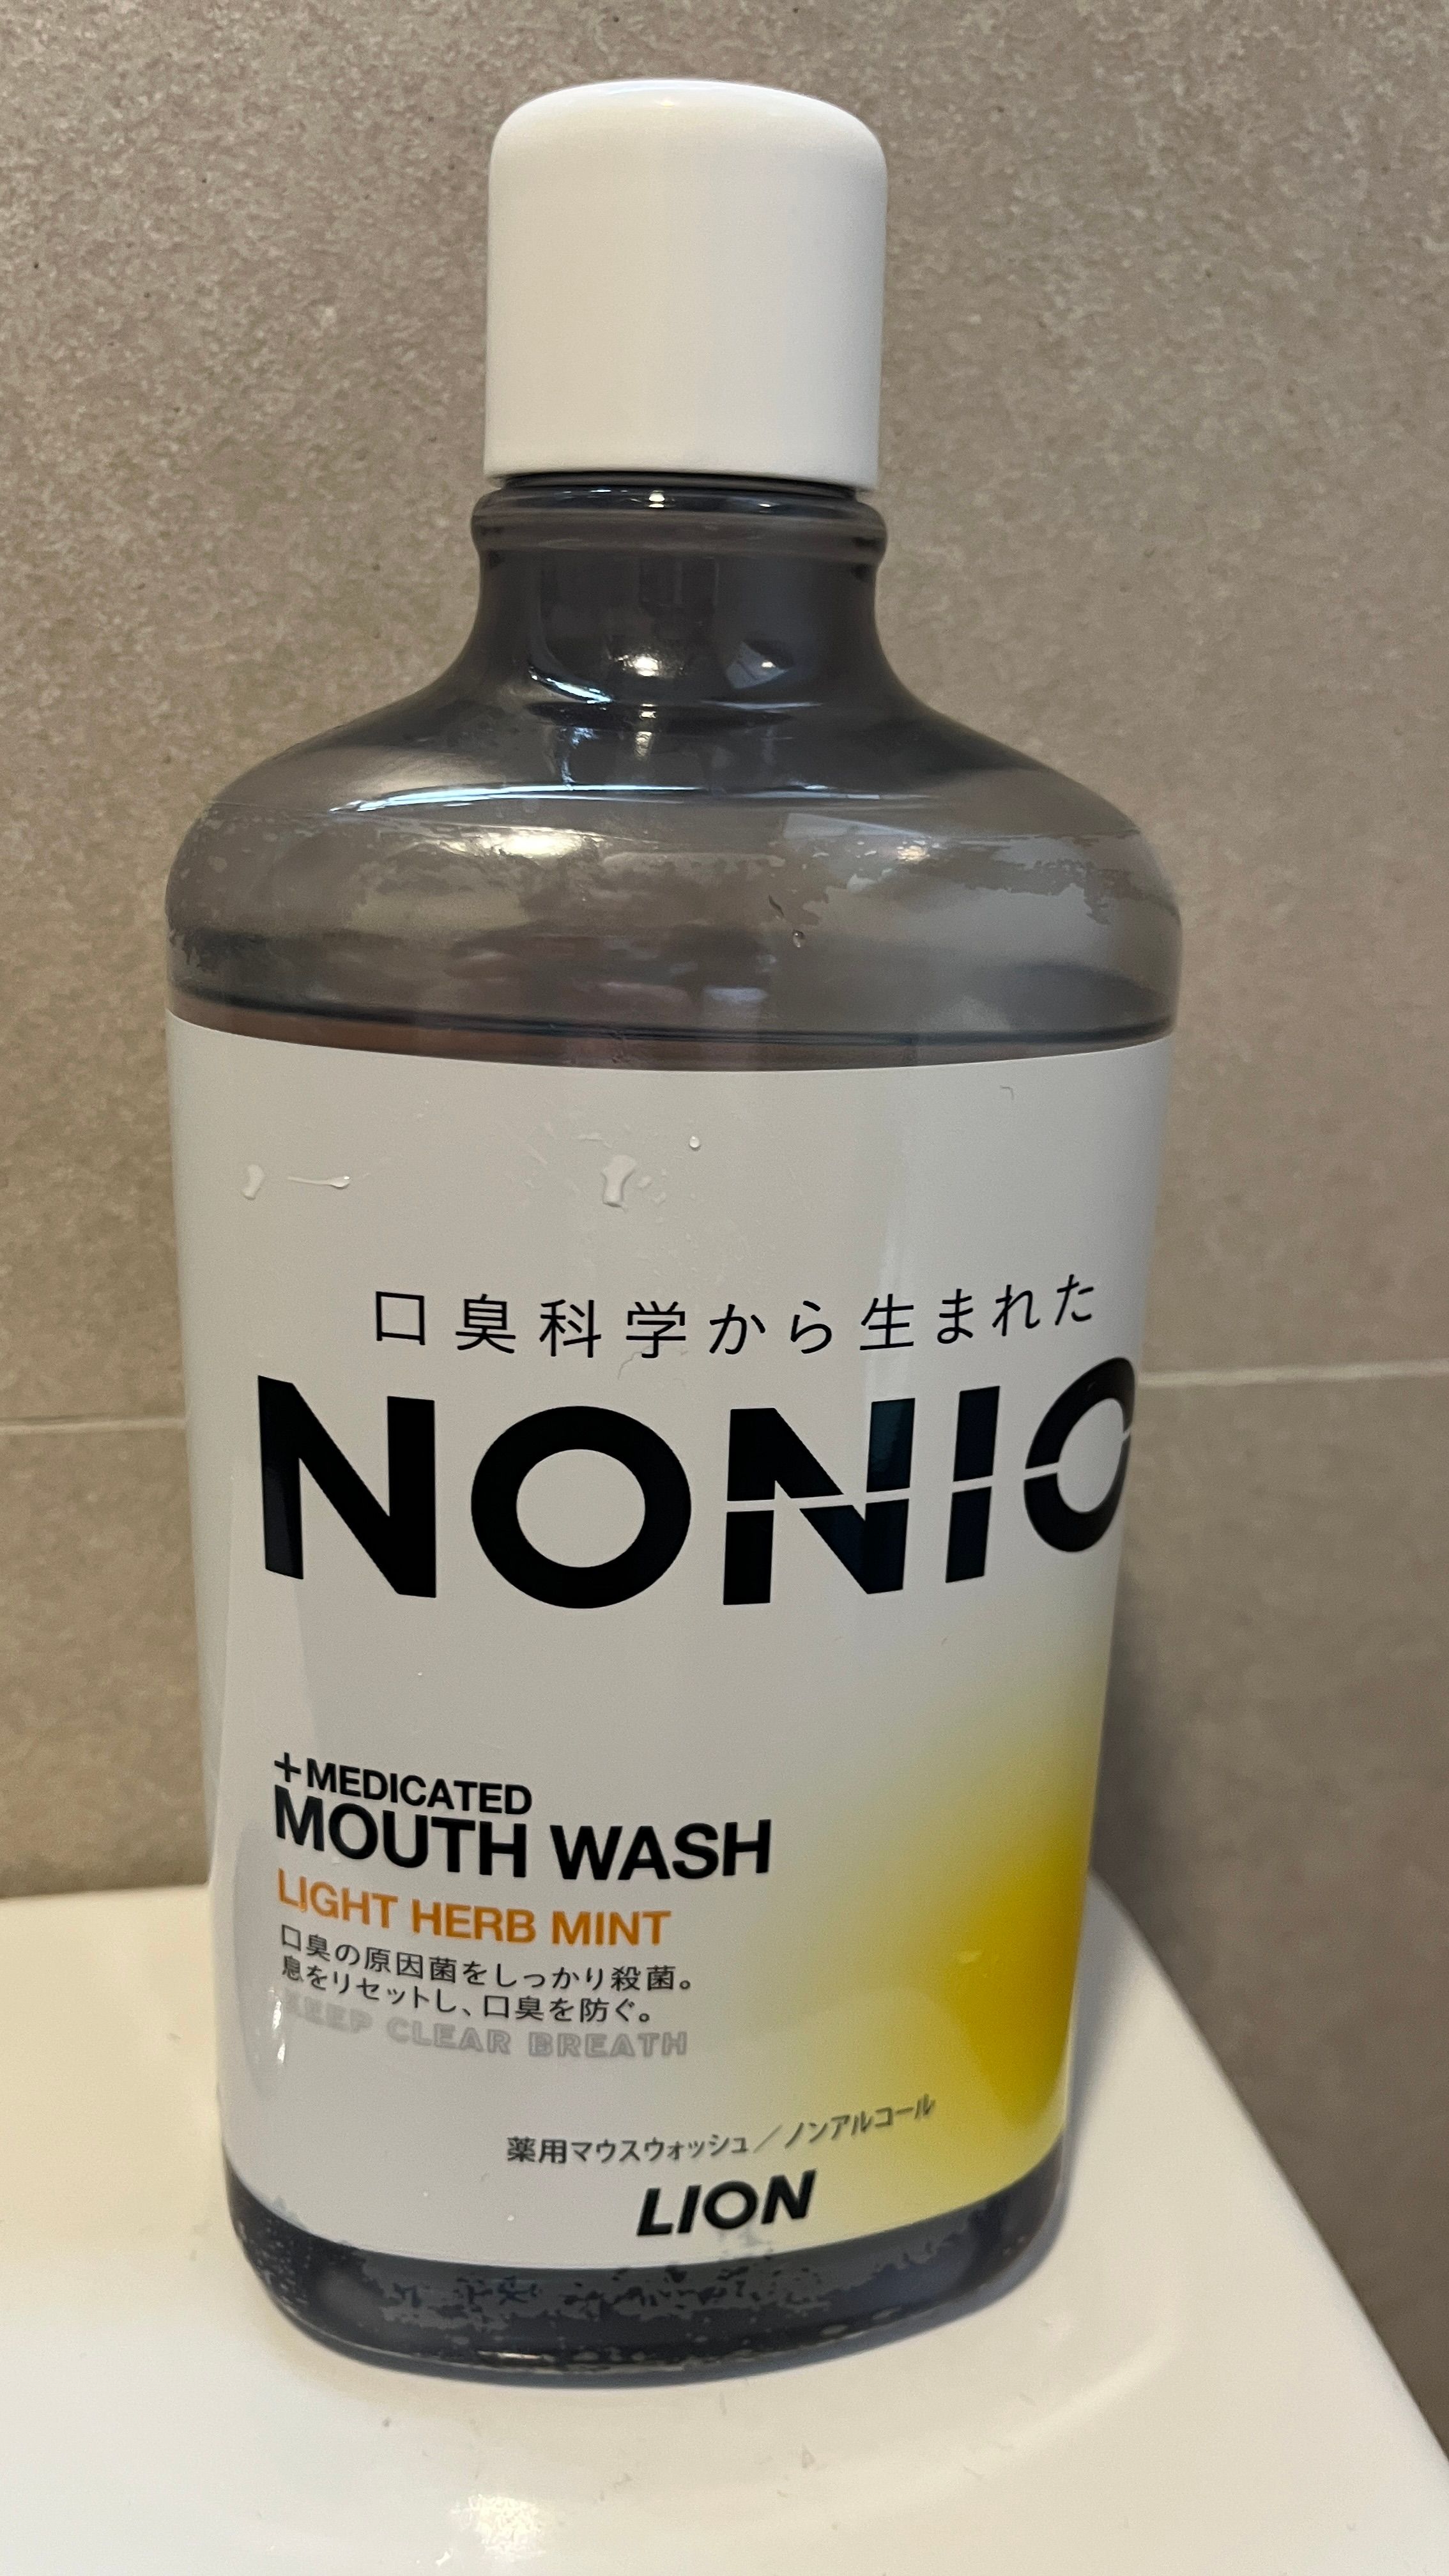 口臭科学から生まれた
NONIO
+MEDICATED
MOUTH WASH
LIGHT HERB MINT
口臭の原因菌をしっかり殺菌。
息をリセットし、口臭を防ぐ。
KEEP CLEAR BREATH
薬用マウスウォッシュ／ノンアルコール
LION